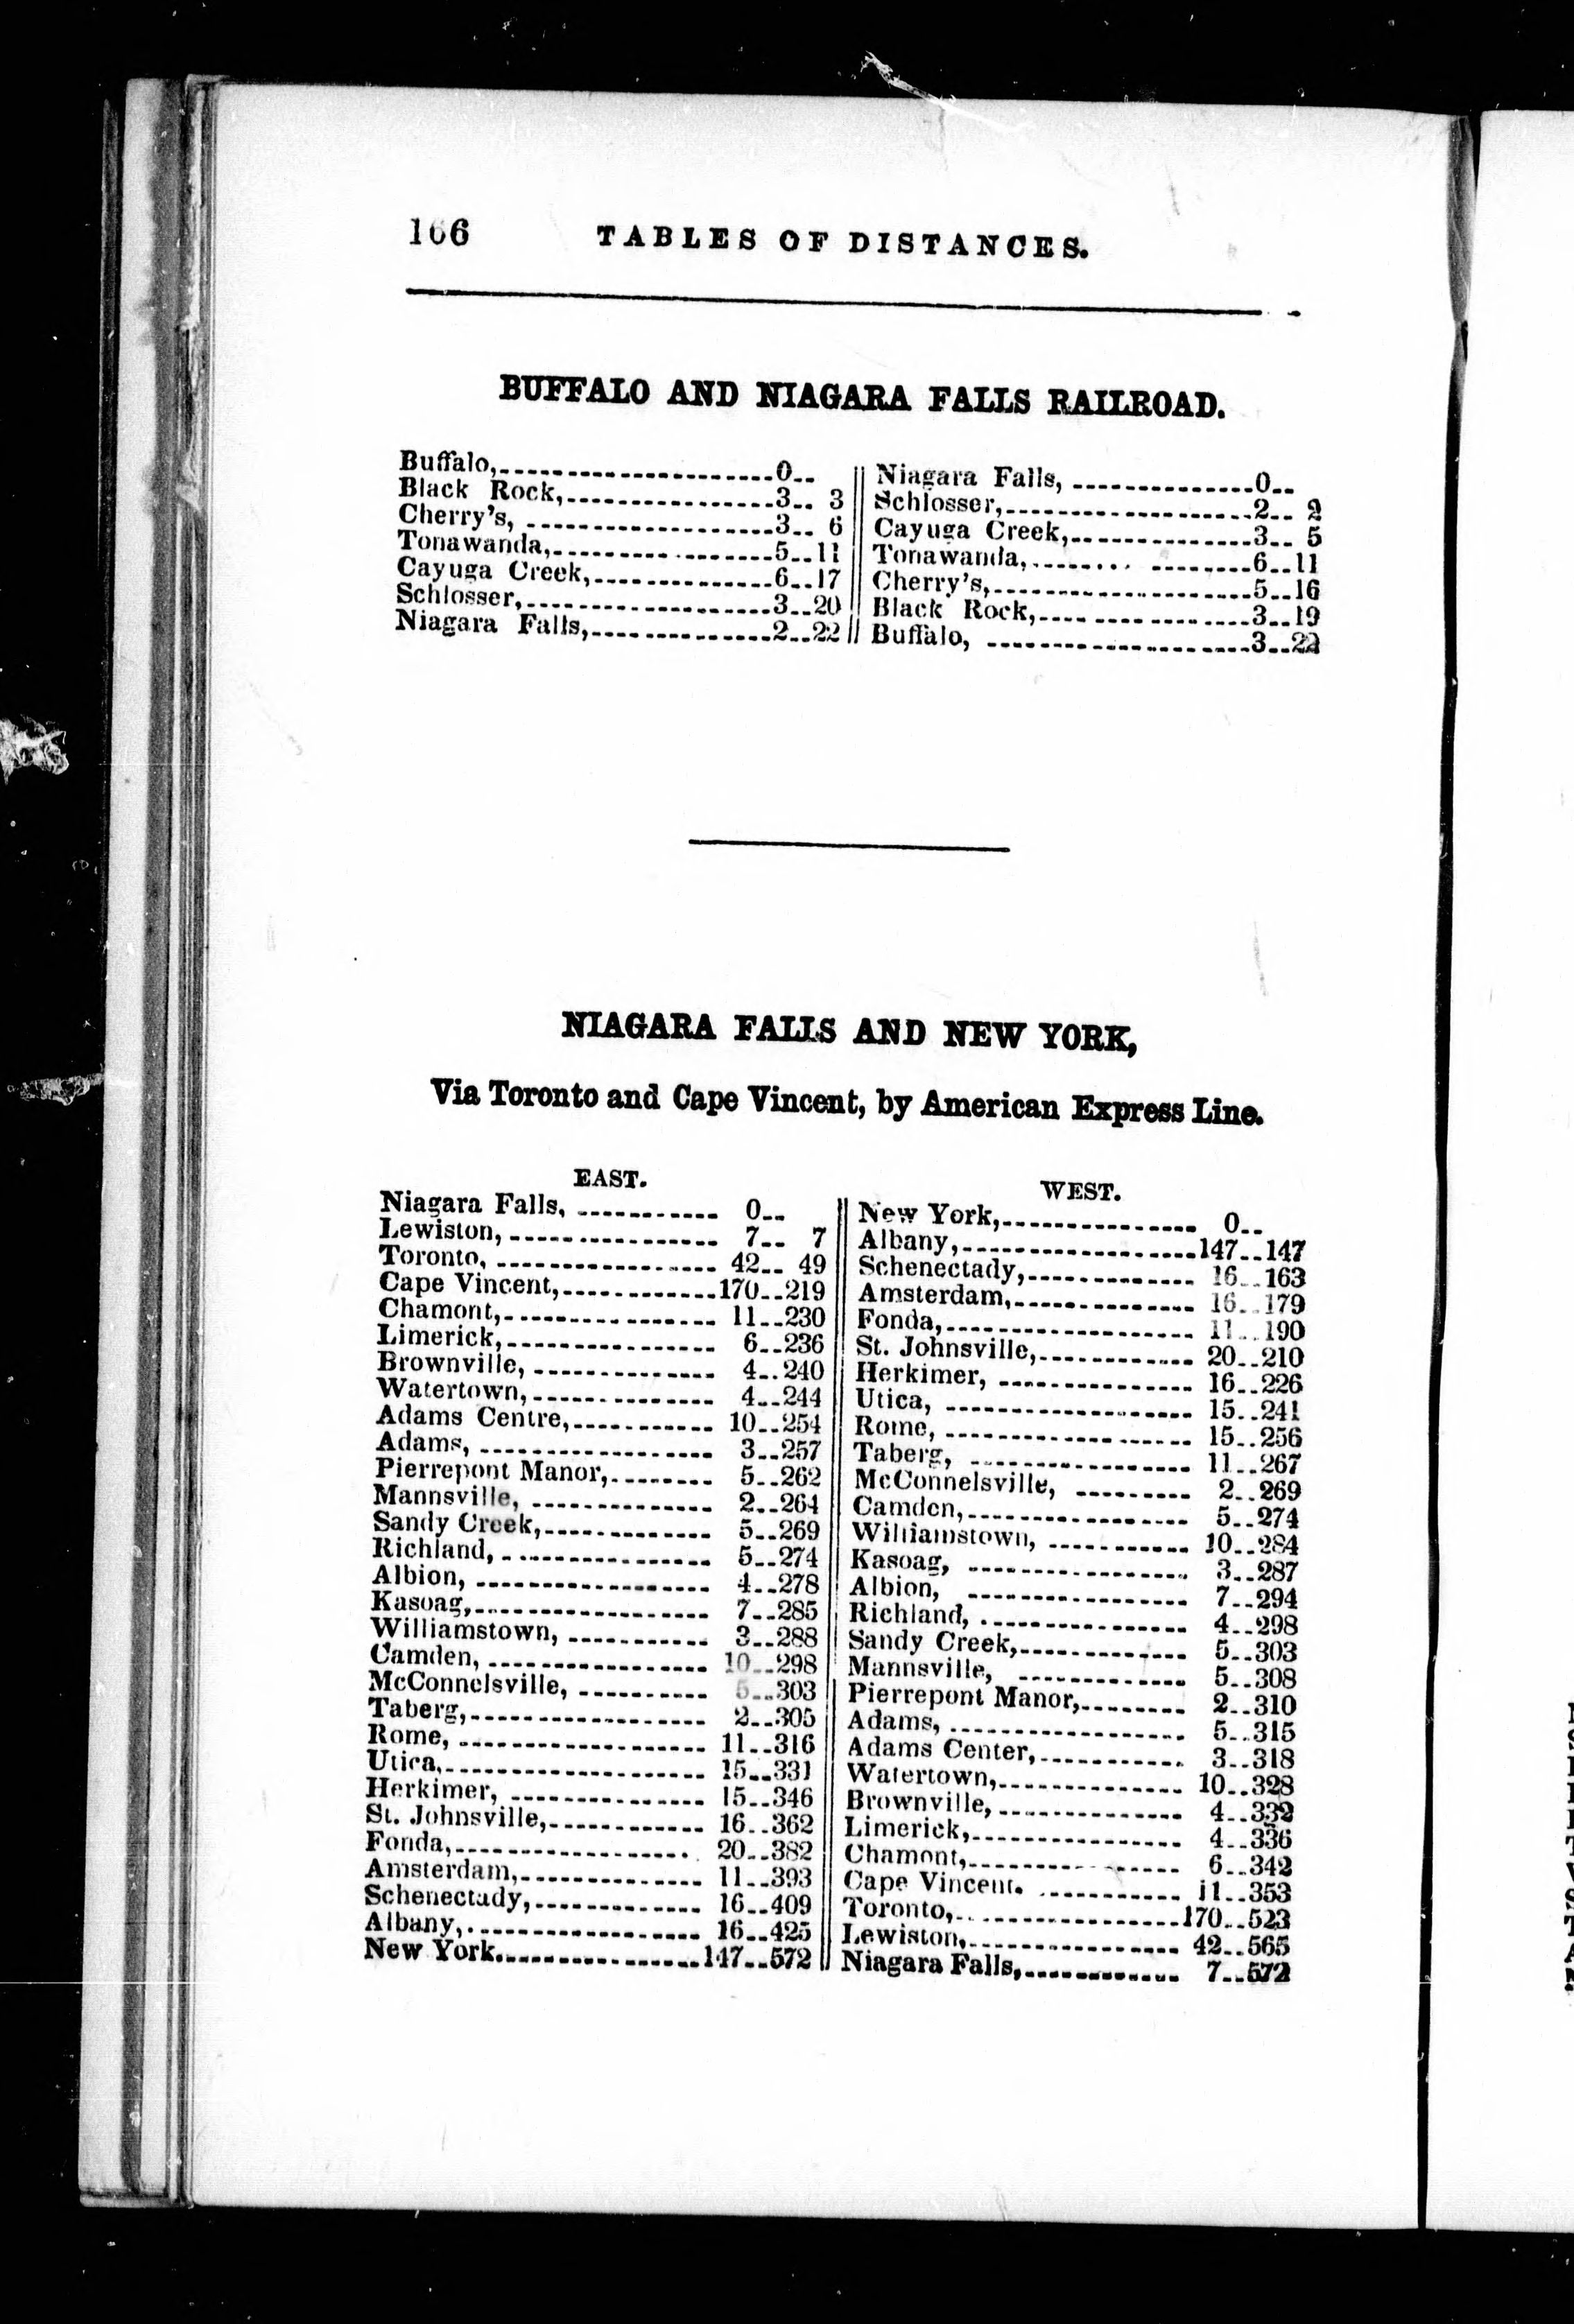 166 TABLES OF DISTANCES.
BUFFALO AND NIAGARA FALLS RAILROAD.
Buffalo, 0..
Black Rock, 3.. 3
Cherry's, 3.. 6
Tonawanda, 5..11
Cayuga Creek, 6..17
Schlosser, 3..20
Niagara Falls, 2..22
Niagara Falls, 0..
Schlosser, 2.. 2
Cayuga Creek, 3.. 5
Tonawanda, 6..11
Cherry's, 5..16
Black Rock, 3..19
Buffalo, 3..22
NIAGARA FALLS AND NEW YORK,
Via Toronto and Cape Vincent, by American Express Line.
EAST.
Niagara Falls, 0..
Lewiston, 7.. 7
Toronto, 42.. 49
Cape Vincent, 170..219
Chamont, 11..230
Limerick, 6..236
Brownville, 4..240
Watertown, 4..244
Adams Centre, 10..254
Adams, 3..257
Pierrepont Manor, 5..262
Mannsville, 2..264
Sandy Creek, 5..269
Richland, 5..274
Albion, 4..278
Kasoag, 7..285
Williamstown, 3..288
Camden, 10..298
McConnelsville, 5..303
Taberg, 2..305
Rome, 11..316
Utica, 15..331
Herkimer, 15..346
St. Johnsville, 16..362
Fonda, 20..382
Amsterdam, 11..393
Schenectady, 16..409
Albany, 16..425
New York. 147..572
WEST.
New York, 0..
Albany, 147..147
Schenectady, 16..163
Amsterdam, 16..179
Fonda, 11..190
St. Johnsville, 20..210
Herkimer, 16..226
Utica, 15..241
Rome, 15..256
Taberg, 11..267
McConnelsville, 2..269
Camden, 5..274
Williamstown, 10..284
Kasoag, 3..287
Albion, 7..294
Richland, 4..298
Sandy Creek, 5..303
Mannsville, 5..308
Pierrepont Manor, 2..310
Adams, 5..315
Adams Center, 3..318
Watertown, 10..328
Brownville, 4..332
Limerick, 4..336
Chamont, 6..342
Cape Vincent. 11..353
Toronto, 170..523
Lewiston, 42..565
Niagara Falls, 7..572